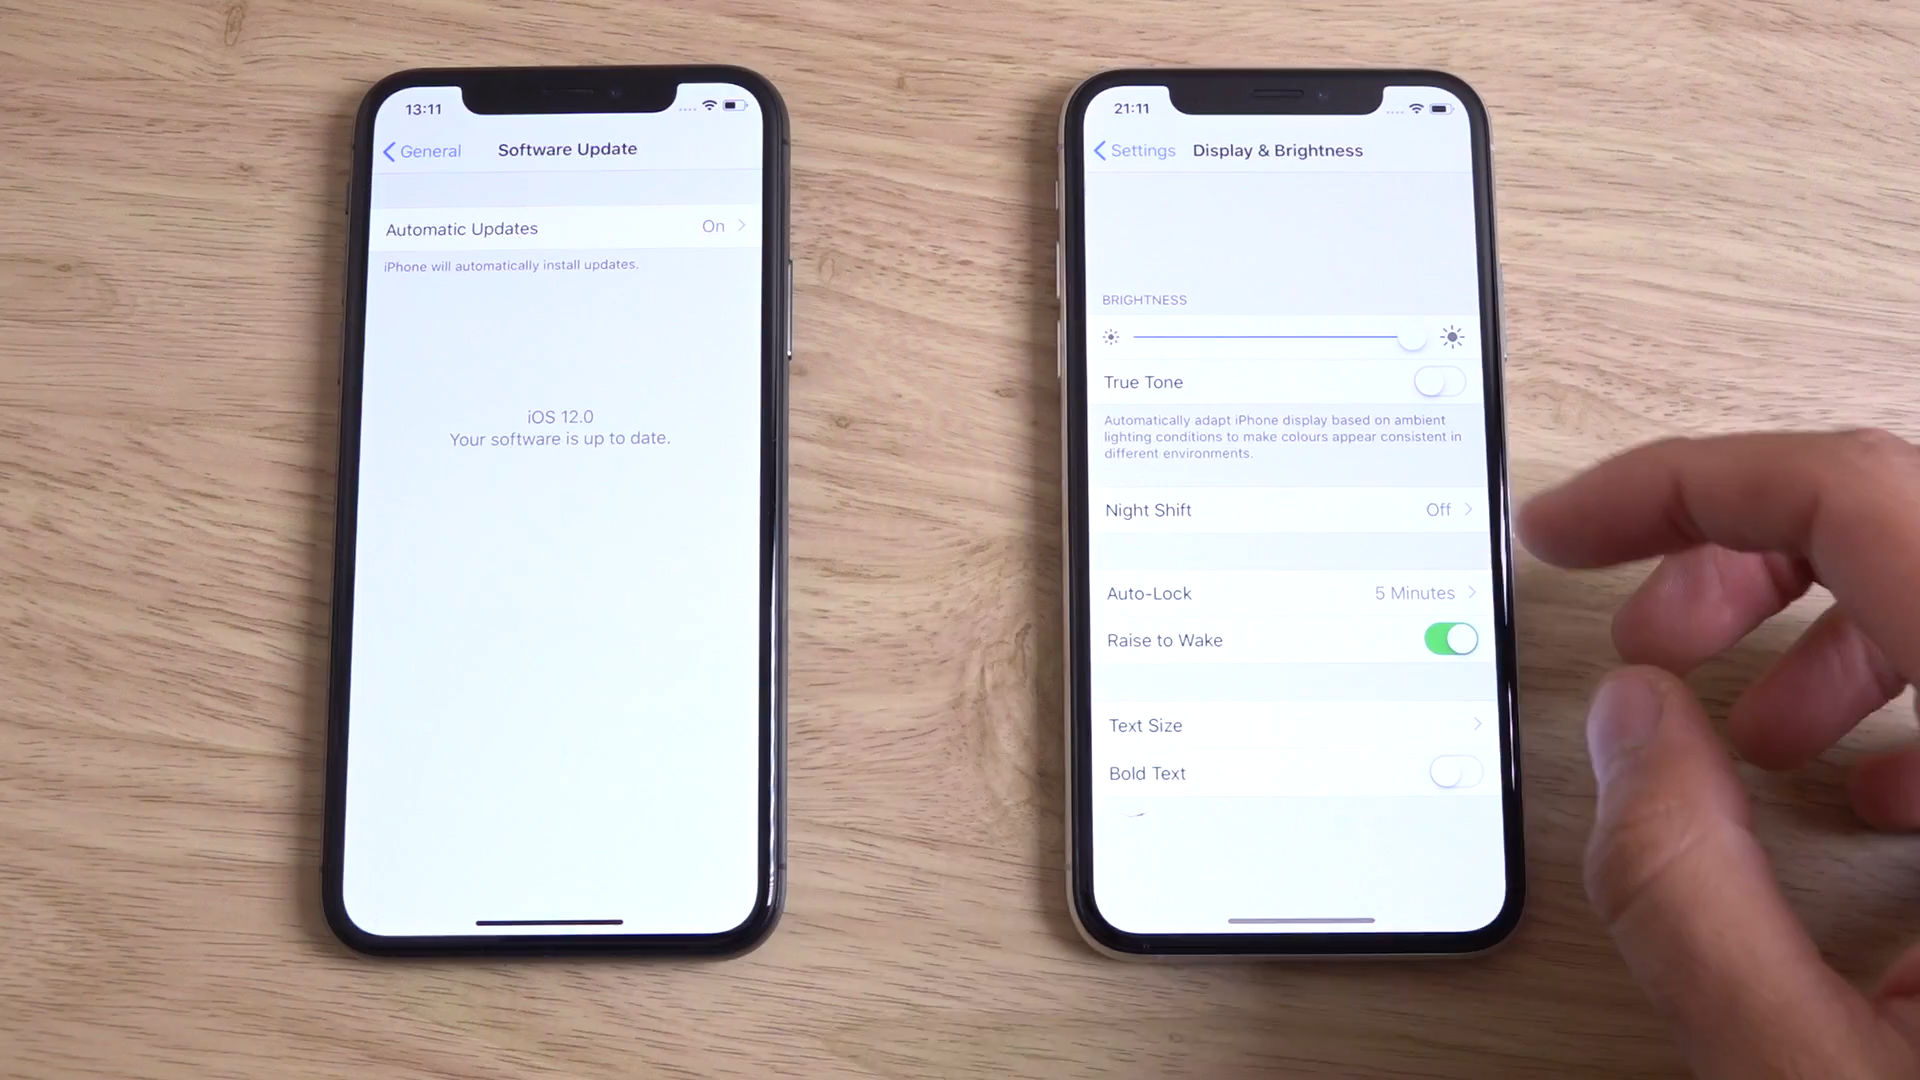 13:11
General
Software Update
Automatic Updates
On
iPhone will automatically install updates.
iOS 12.0
Your software is up to date.
21:11
Settings
Display & Brightness
BRIGHTNESS
True Tone
Automatically adapt iPhone display based on ambient
lighting conditions to make colours appear consistent in
different environments.
Night Shift
Off
Auto-Lock
5 Minutes
Raise to Wake
Text Size
Bold Text